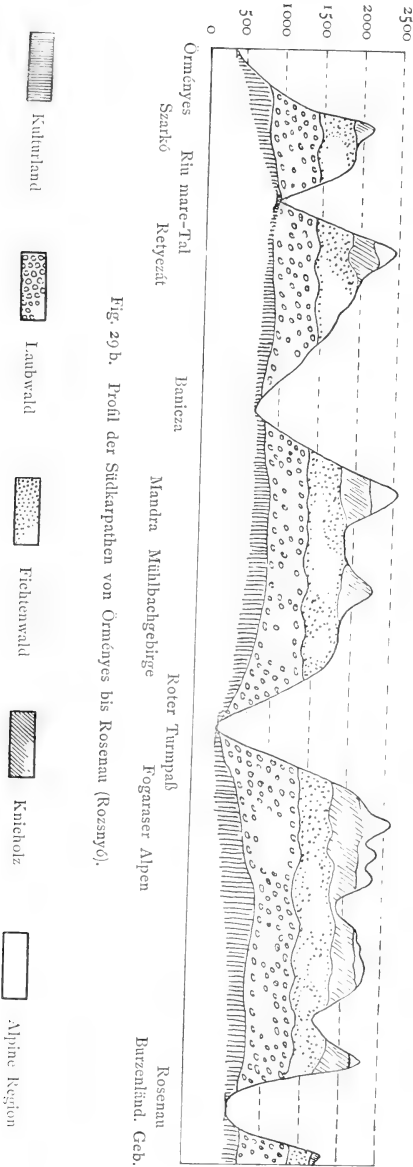 2500
2000
1500
1000
500
0
Örményes
Szarkó
Riu mare-Tal
Retyezát
Banicza
Mandra
Mühlbachgebirge
Roter Turmpaß
Fogaraser Alpen
Rosenau
Burzenländ. Geb.
Fig. 29 b. Profil der Südkarpathen von Örményes bis Rosenau (Rozsnyó).
Kulturland
Laubwald
Fichtenwald
Knieholz
Alpine Region